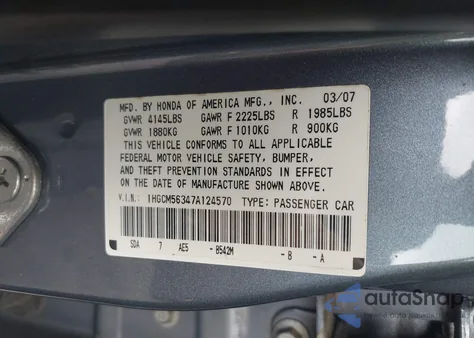 MFD. BY HONDA OF AMERICA MFG., INC. 03/07
GVWR 4145LBS GAWR F 2225LBS R 1985LBS
GVWR 1880KG GAWR F 1010KG R 900KG
THIS VEHICLE CONFORMS TO ALL APPLICABLE
FEDERAL MOTOR VEHICLE SAFETY, BUMPER,
AND THEFT PREVENTION STANDARDS IN EFFECT
ON THE DATE OF MANUFACTURE SHOWN ABOVE.
V.I.N.: 1HGCM56347A124570 TYPE: PASSENGER CAR
SDA 7 AE5 - B542M - B - A
autoSnap